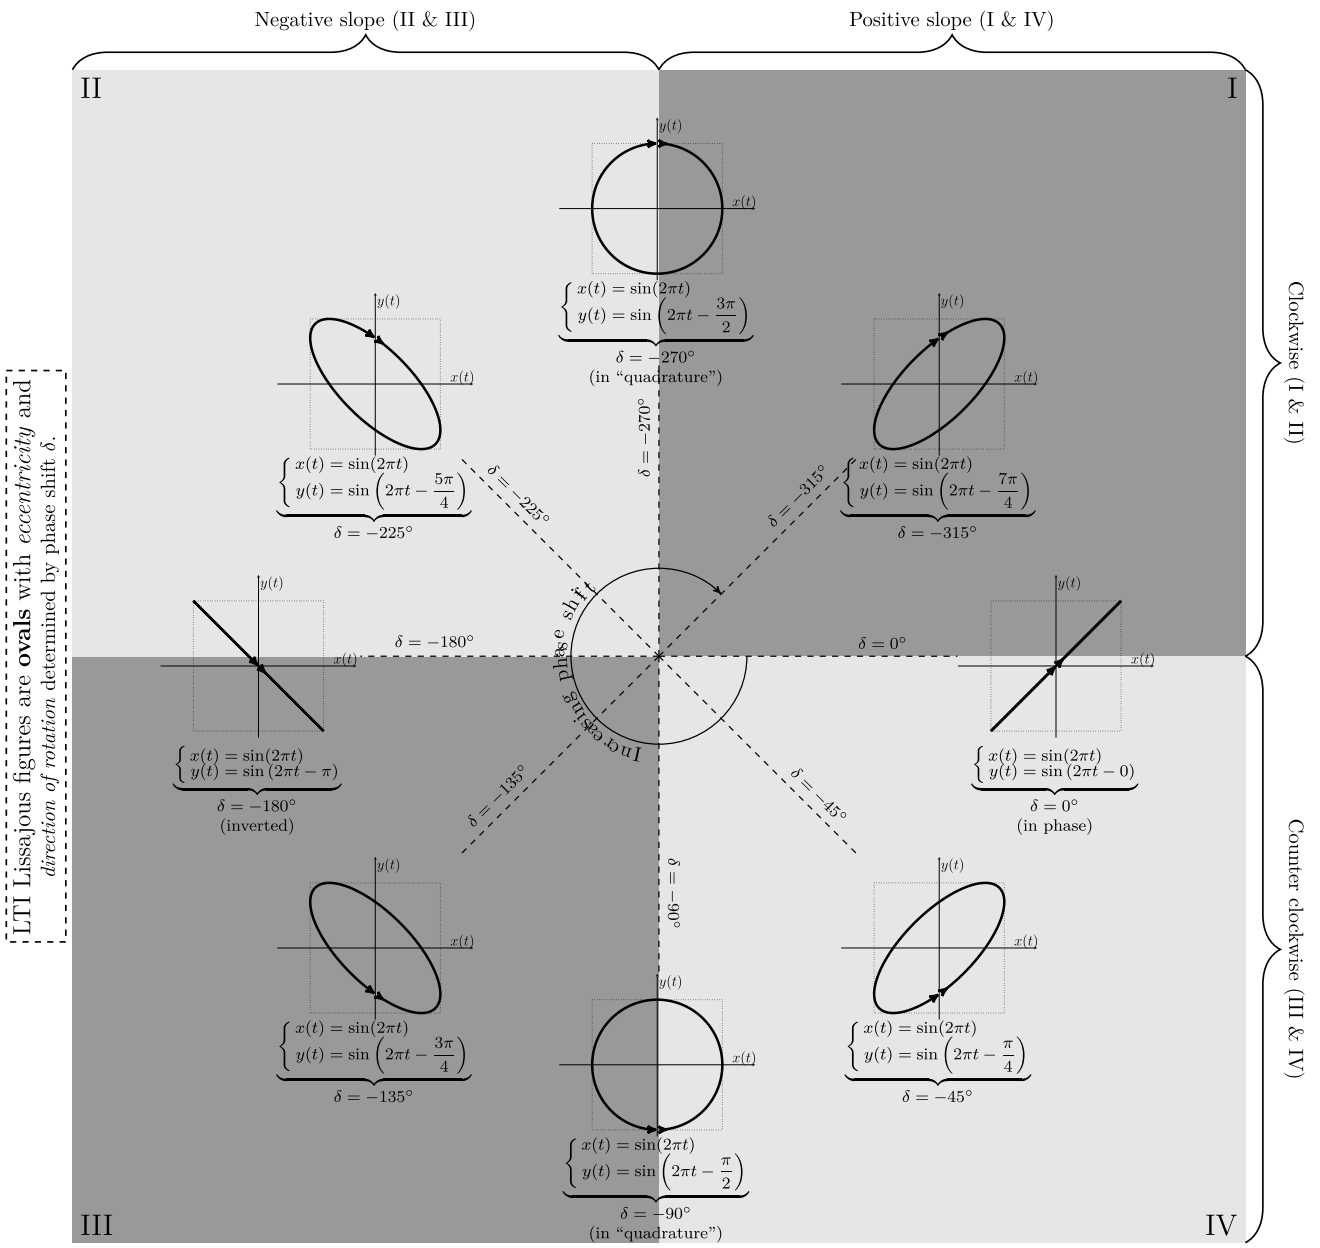 Negative slope (II & III)
Positive slope (I & IV)
II
I
y(t)
x(t)
x(t) = sin(2πt)
y(t) = sin (2πt − 3π/2)
δ = −270°
(in “quadrature”)
y(t)
x(t)
x(t) = sin(2πt)
y(t) = sin (2πt − 5π/4)
δ = −225°
y(t)
x(t)
x(t) = sin(2πt)
y(t) = sin (2πt − 7π/4)
δ = −315°
Clockwise (I & II)
δ = −270°
δ = −225°
δ = −315°
LTI Lissajous figures are ovals with eccentricity and
direction of rotation determined by phase shift δ.
y(t)
x(t)
x(t) = sin(2πt)
y(t) = sin (2πt − π)
δ = −180°
(inverted)
δ = −180°
Increasing phase shift
δ = 0°
y(t)
x(t)
x(t) = sin(2πt)
y(t) = sin (2πt − 0)
δ = 0°
(in phase)
δ = −135°
δ = −45°
δ = −90°
y(t)
x(t)
x(t) = sin(2πt)
y(t) = sin (2πt − 3π/4)
δ = −135°
y(t)
x(t)
x(t) = sin(2πt)
y(t) = sin (2πt − π/2)
δ = −90°
(in “quadrature”)
y(t)
x(t)
x(t) = sin(2πt)
y(t) = sin (2πt − π/4)
δ = −45°
Counter clockwise (III & IV)
III
IV